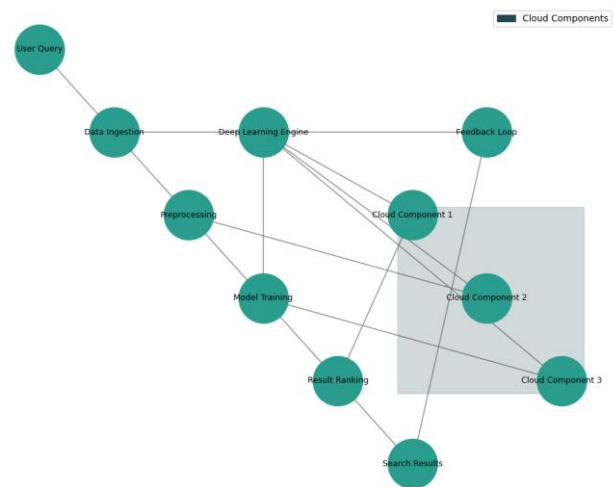 Cloud Components
User Query
Data Ingestion
Deep Learning Engine
Feedback Loop
Preprocessing
Cloud Component 1
Model Training
Cloud Component 2
Result Ranking
Cloud Component 3
Search Results